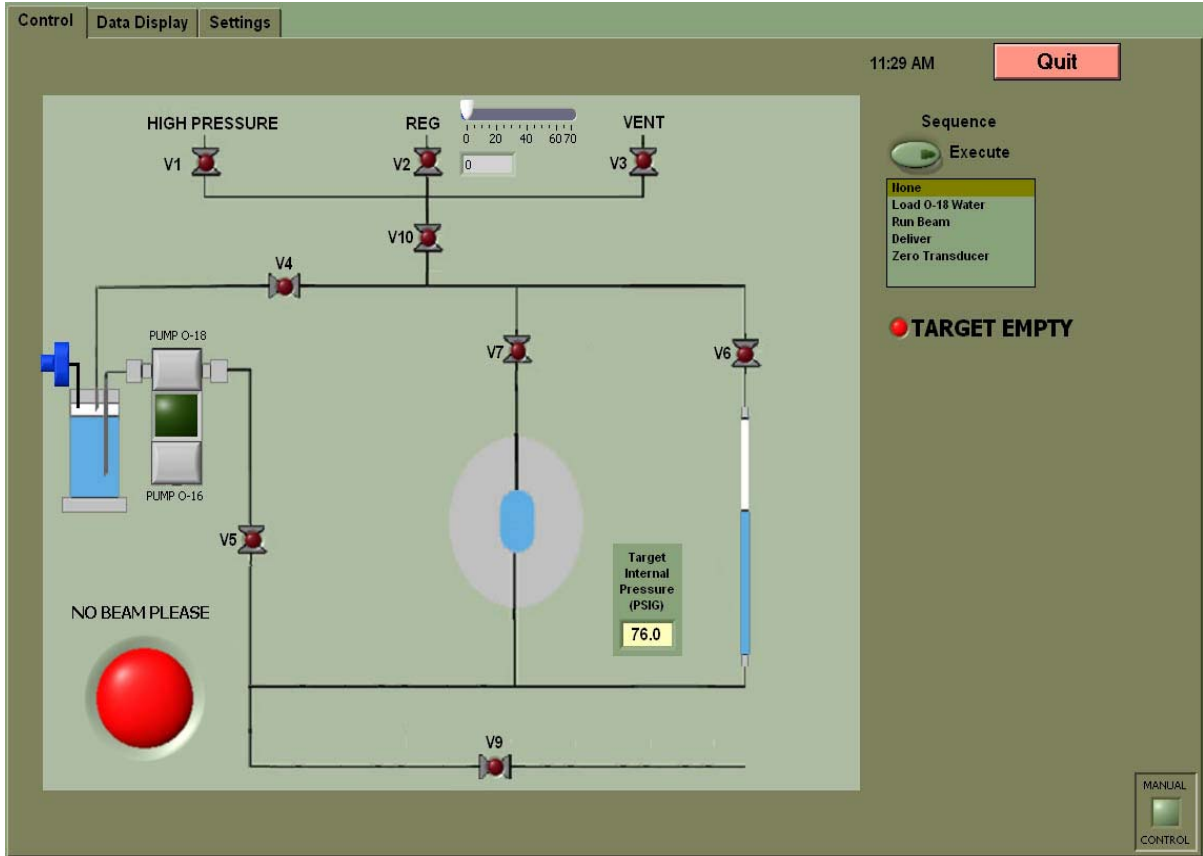 Control Data Display Settings
11:29 AM Quit
HIGH PRESSURE REG VENT
0 20 40 60 70
0
V1 V2 V3
V10
V4
Sequence
Execute
None
Load O-18 Water
Run Beam
Deliver
Zero Transducer
TARGET EMPTY
PUMP O-18
PUMP O-16
V7 V6
V5
Target
Internal
Pressure
(PSIG)
76.0
NO BEAM PLEASE
V9
MANUAL
CONTROL